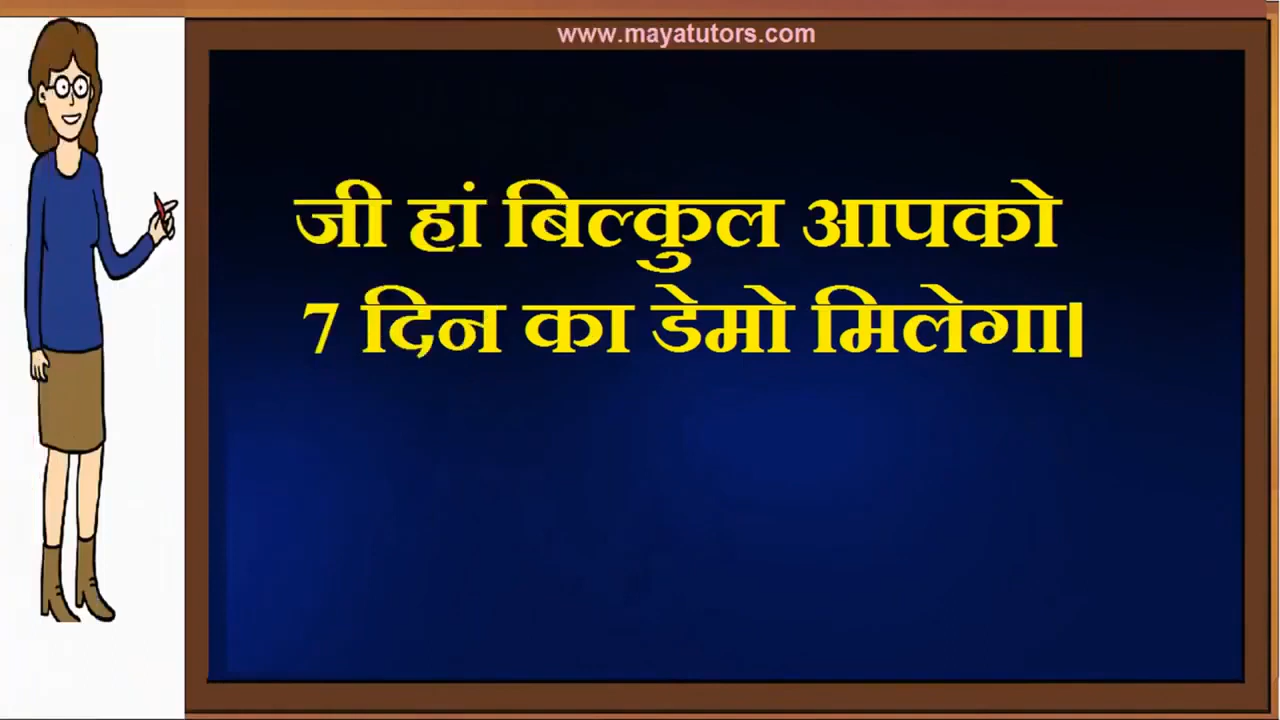 www.mayatutors.com
जी हां बिल्कुल आपको
7 दिन का डेमो मिलेगा।